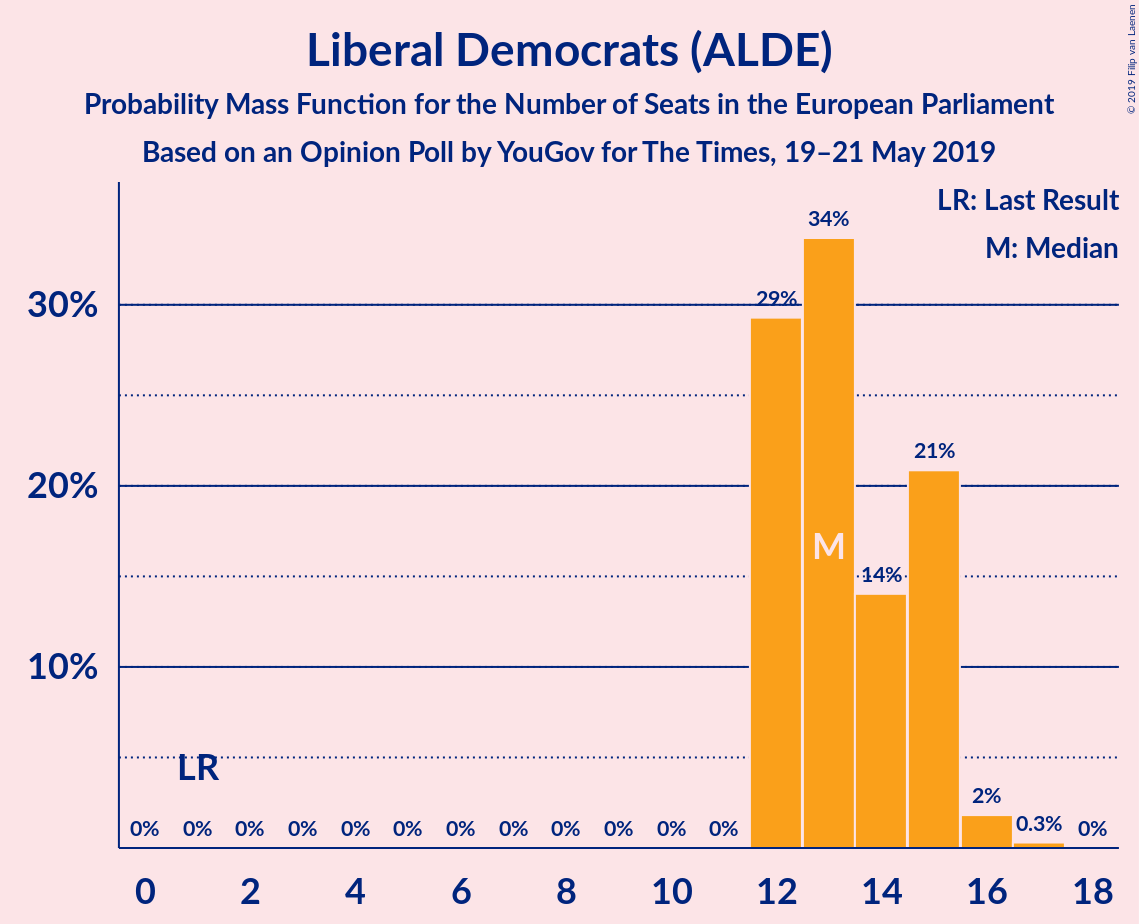 Liberal Democrats (ALDE)
Probability Mass Function for the Number of Seats in the European Parliament
Based on an Opinion Poll by YouGov for The Times, 19–21 May 2019
© 2019 Filip van Laenen
LR: Last Result
M: Median
34%
29%
30%
21%
20%
M
14%
10%
LR
2%
0% 0% 0% 0% 0% 0% 0% 0% 0% 0% 0% 0% 0.3% 0%
0 2 4 6 8 10 12 14 16 18